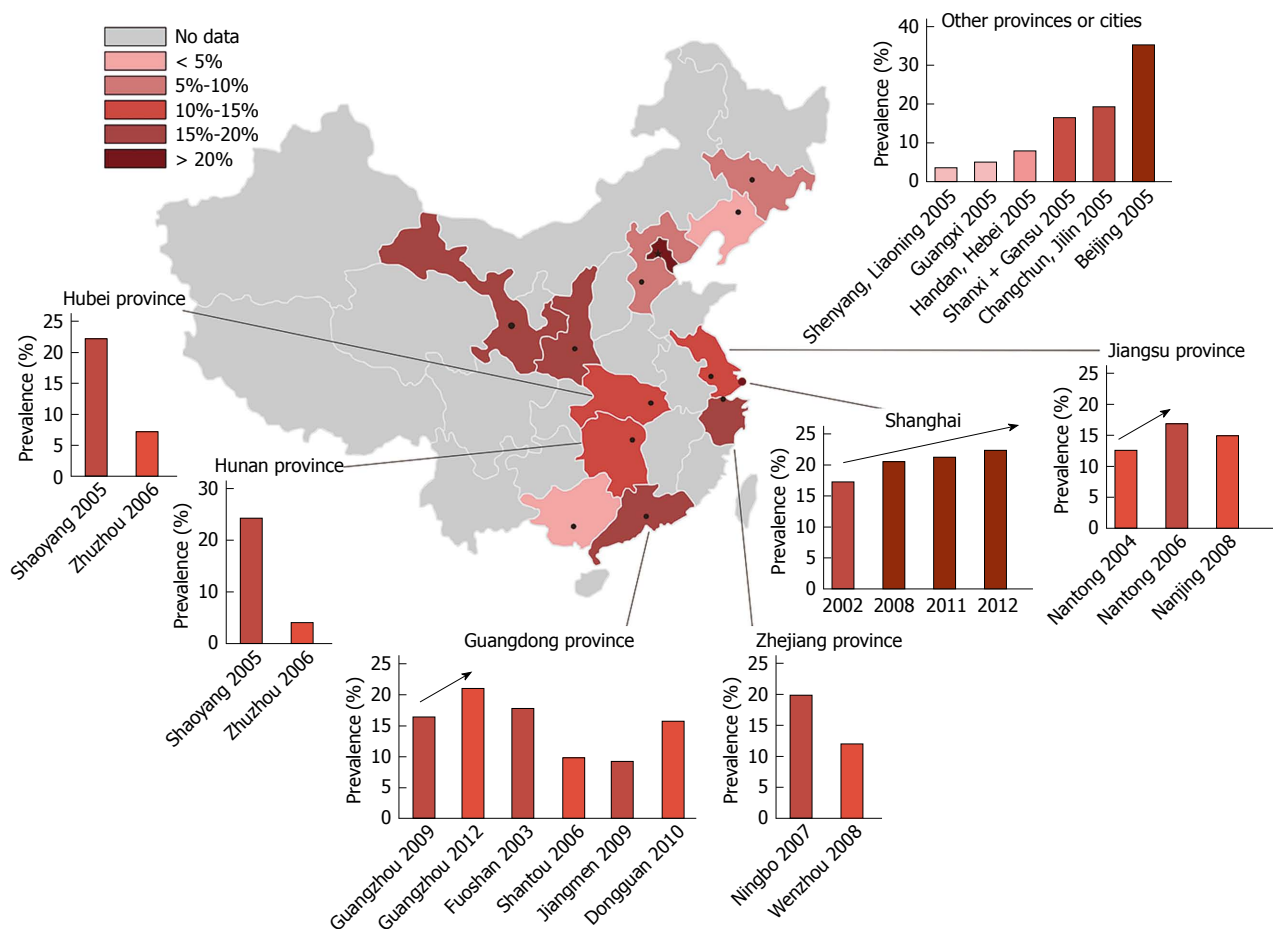 No data
< 5%
5%-10%
10%-15%
15%-20%
> 20%
Other provinces or cities
Prevalence (%)
40
30
20
10
0
Shenyang, Liaoning 2005
Guangxi 2005
Handan, Hebei 2005
Shanxi + Gansu 2005
Changchun, Jilin 2005
Beijing 2005
Hubei province
Prevalence (%)
25
20
15
10
5
0
Shaoyang 2005
Zhuzhou 2006
Hunan province
Prevalence (%)
30
20
10
0
Shaoyang 2005
Zhuzhou 2006
Jiangsu province
Prevalence (%)
25
20
15
10
5
0
Nantong 2004
Nantong 2006
Nanjing 2008
Shanghai
Prevalence (%)
25
20
15
10
5
0
2002 2008 2011 2012
Guangdong province
Prevalence (%)
25
20
15
10
5
0
Guangzhou 2009
Guangzhou 2012
Fuoshan 2003
Shantou 2006
Jiangmen 2009
Dongguan 2010
Zhejiang province
Prevalence (%)
25
20
15
10
5
0
Ningbo 2007
Wenzhou 2008